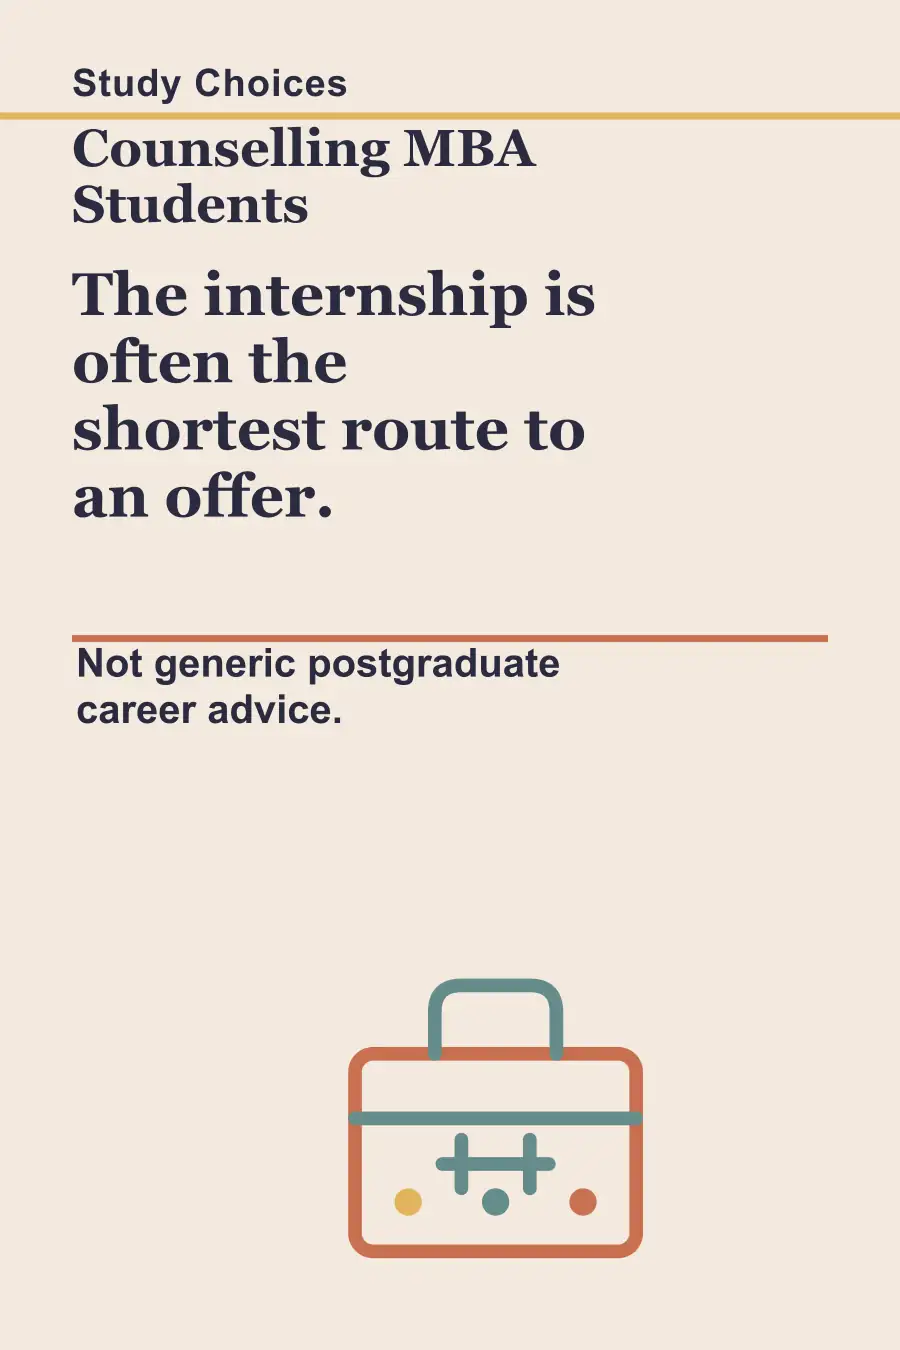 Study Choices
Counselling MBA
Students
The internship is
often the
shortest route to
an offer.
Not generic postgraduate
career advice.